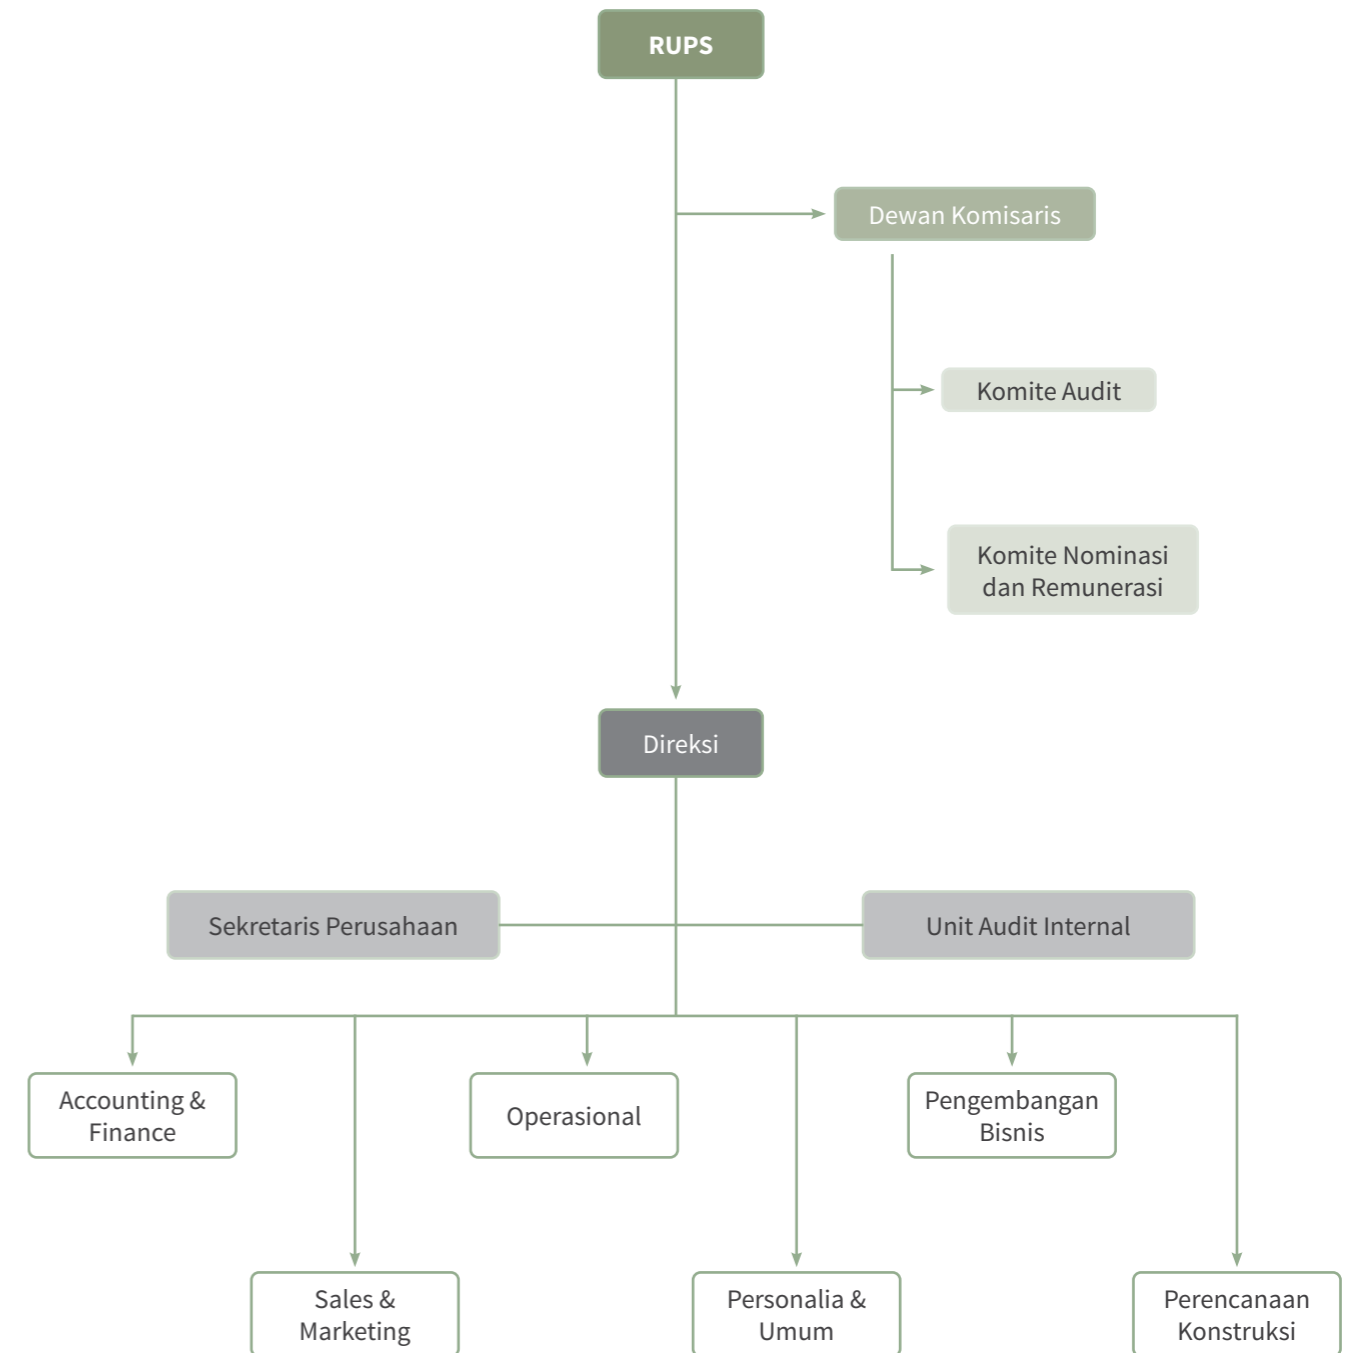 RUPS
Dewan Komisaris
Komite Audit
Komite Nominasi
dan Remunerasi
Direksi
Sekretaris Perusahaan
Unit Audit Internal
Accounting &
Finance
Operasional
Pengembangan
Bisnis
Sales &
Marketing
Personalia &
Umum
Perencanaan
Konstruksi